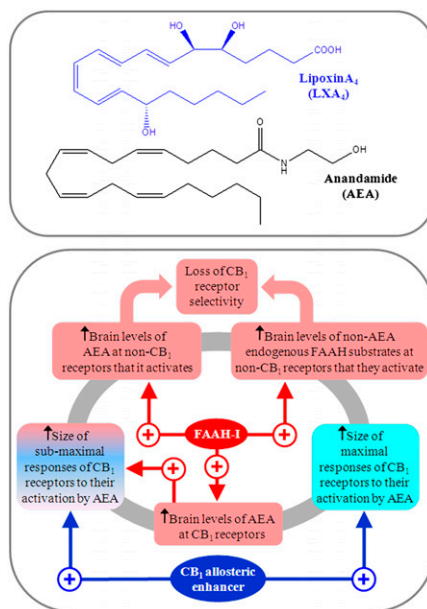 HO
OH
COOH
LipoxinA₄
(LXA₄)
OH
O
N
H
OH
Anandamide
(AEA)
Loss of CB₁
receptor
selectivity
↑Brain levels of
AEA at non-CB₁
receptors that it activates
↑Brain levels of non-AEA
endogenous FAAH substrates at
non-CB₁ receptors that they activate
+
FAAH-I
+
↑Size of
sub-maximal
responses of CB₁
receptors to their
activation by AEA
+
+
↑Size of
maximal
responses of CB₁
receptors to their
activation by AEA
↑Brain levels of AEA
at CB₁ receptors
+
CB₁ allosteric
enhancer
+